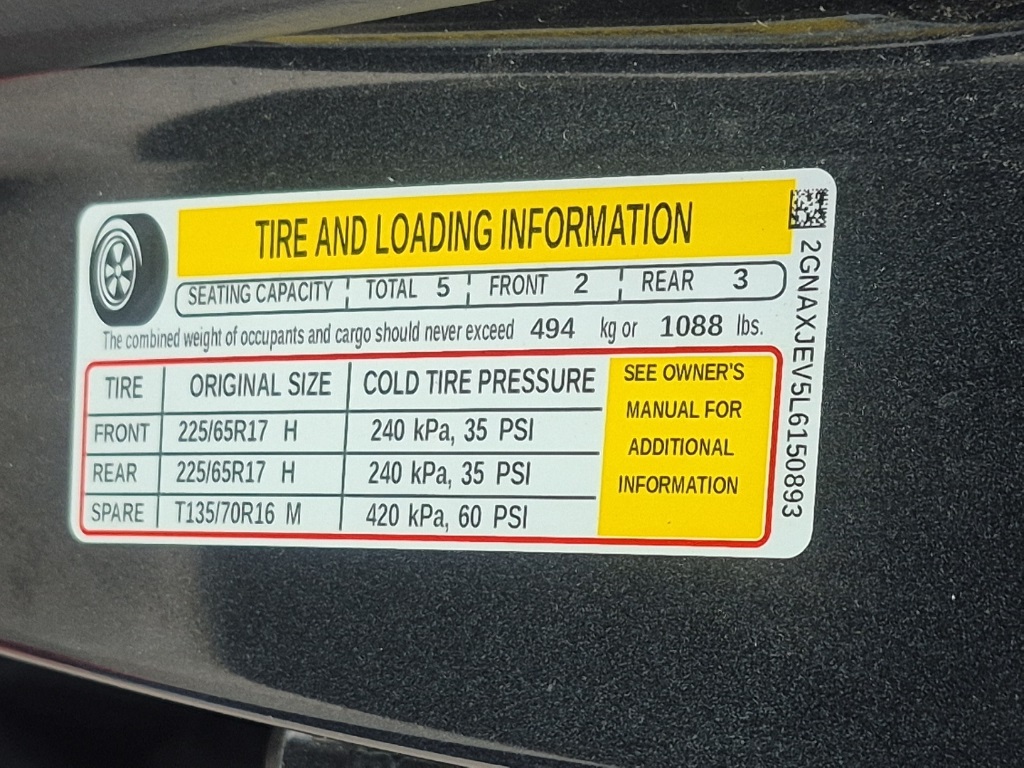 TIRE AND LOADING INFORMATION
SEATING CAPACITY TOTAL 5 FRONT 2 REAR 3
The combined weight of occupants and cargo should never exceed 494 kg or 1088 lbs.
TIRE ORIGINAL SIZE COLD TIRE PRESSURE
FRONT 225/65R17 H 240 kPa, 35 PSI
REAR 225/65R17 H 240 kPa, 35 PSI
SPARE T135/70R16 M 420 kPa, 60 PSI
SEE OWNER'S
MANUAL FOR
ADDITIONAL
INFORMATION
2GNAXJEV5L6150893